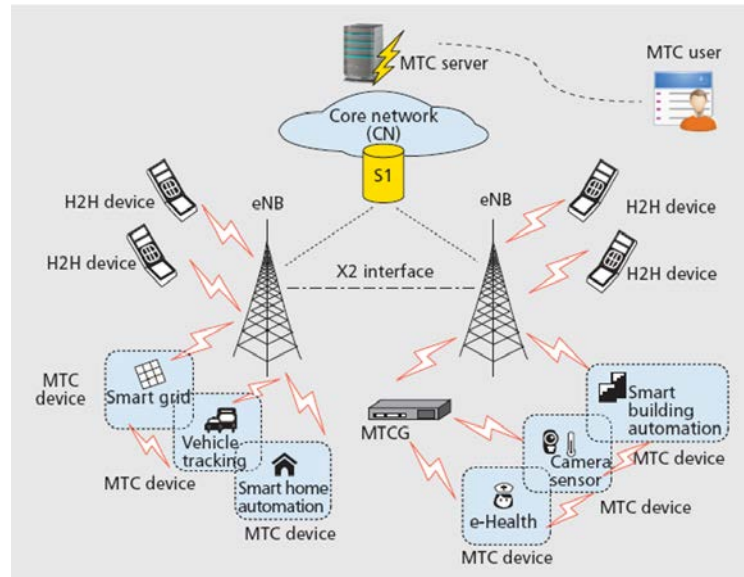 MTC server
MTC user
Core network
(CN)
S1
eNB
eNB
H2H device
H2H device
H2H device
H2H device
X2 interface
MTC
device
Smart grid
Vehicle
tracking
MTC device
Smart home
automation
MTC device
MTCG
Smart
building
automation
MTC device
Camera
sensor
MTC device
e-Health
MTC device